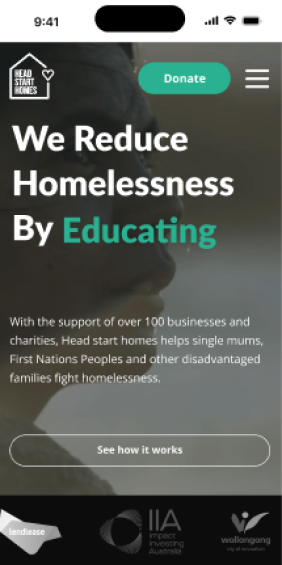 9:41
HEAD
START
HOMES
Donate
We Reduce
Homelessness
By Educating
With the support of over 100 businesses and
charities, Head start homes helps single mums,
First Nations Peoples and other disadvantaged
families fight homelessness.
See how it works
lendlease
IIA
Impact
Investing
Australia
wollongong
city of innovation